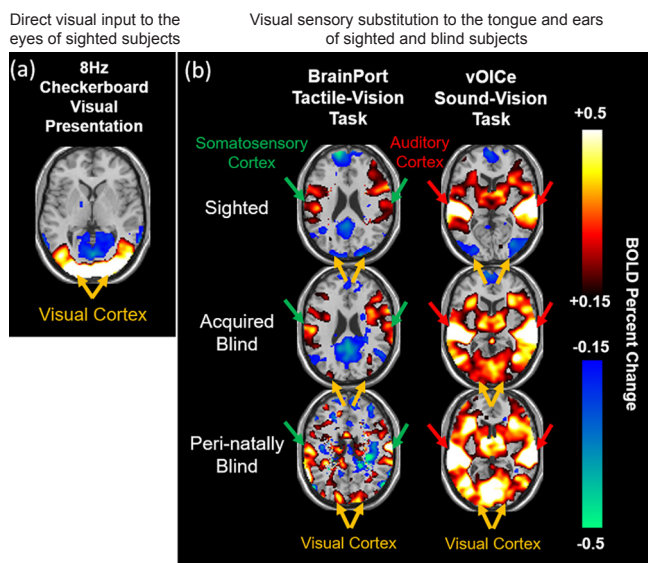 Direct visual input to the
eyes of sighted subjects
Visual sensory substitution to the tongue and ears
of sighted and blind subjects
(a)
8Hz
Checkerboard
Visual
Presentation
Visual Cortex
(b)
BrainPort
Tactile-Vision
Task
vOICe
Sound-Vision
Task
Somatosensory
Cortex
Auditory
Cortex
Sighted
Acquired
Blind
Peri-natally
Blind
Visual Cortex
Visual Cortex
+0.5
+0.15
-0.15
-0.5
BOLD Percent Change